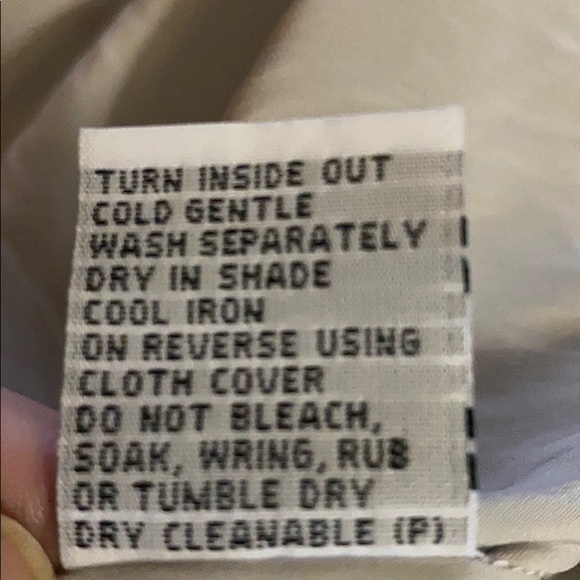 TURN INSIDE OUT
COLD GENTLE
WASH SEPARATELY
DRY IN SHADE
COOL IRON
ON REVERSE USING
CLOTH COVER
DO NOT BLEACH,
SOAK, WRING, RUB
OR TUMBLE DRY
DRY CLEANABLE (P)